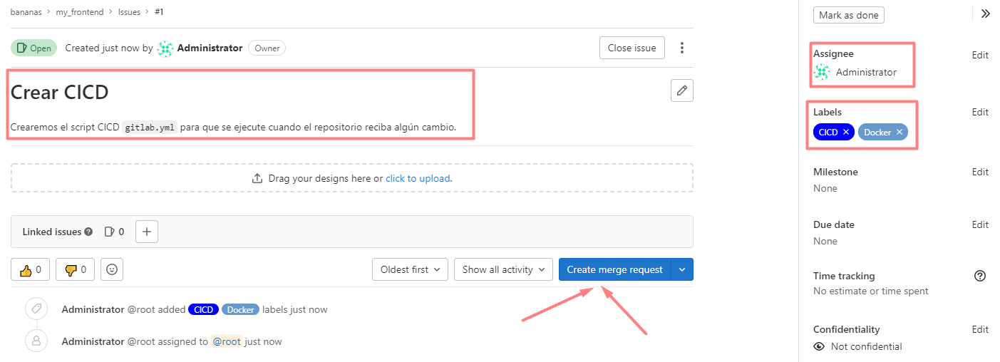 bananas > my_frontend > Issues > #1
Open Created just now by Administrator Owner
Close issue
Crear CICD
Crearemos el script CICD gitlab.yml para que se ejecute cuando el repositorio reciba algún cambio.
Drag your designs here or click to upload.
Linked issues 0
0 0
Oldest first Show all activity Create merge request
Administrator @root added CICD Docker labels just now
Administrator @root assigned to @root just now
Mark as done
Assignee Edit
Administrator
Labels Edit
CICD Docker
Milestone Edit
None
Due date Edit
None
Time tracking
No estimate or time spent
Confidentiality Edit
Not confidential